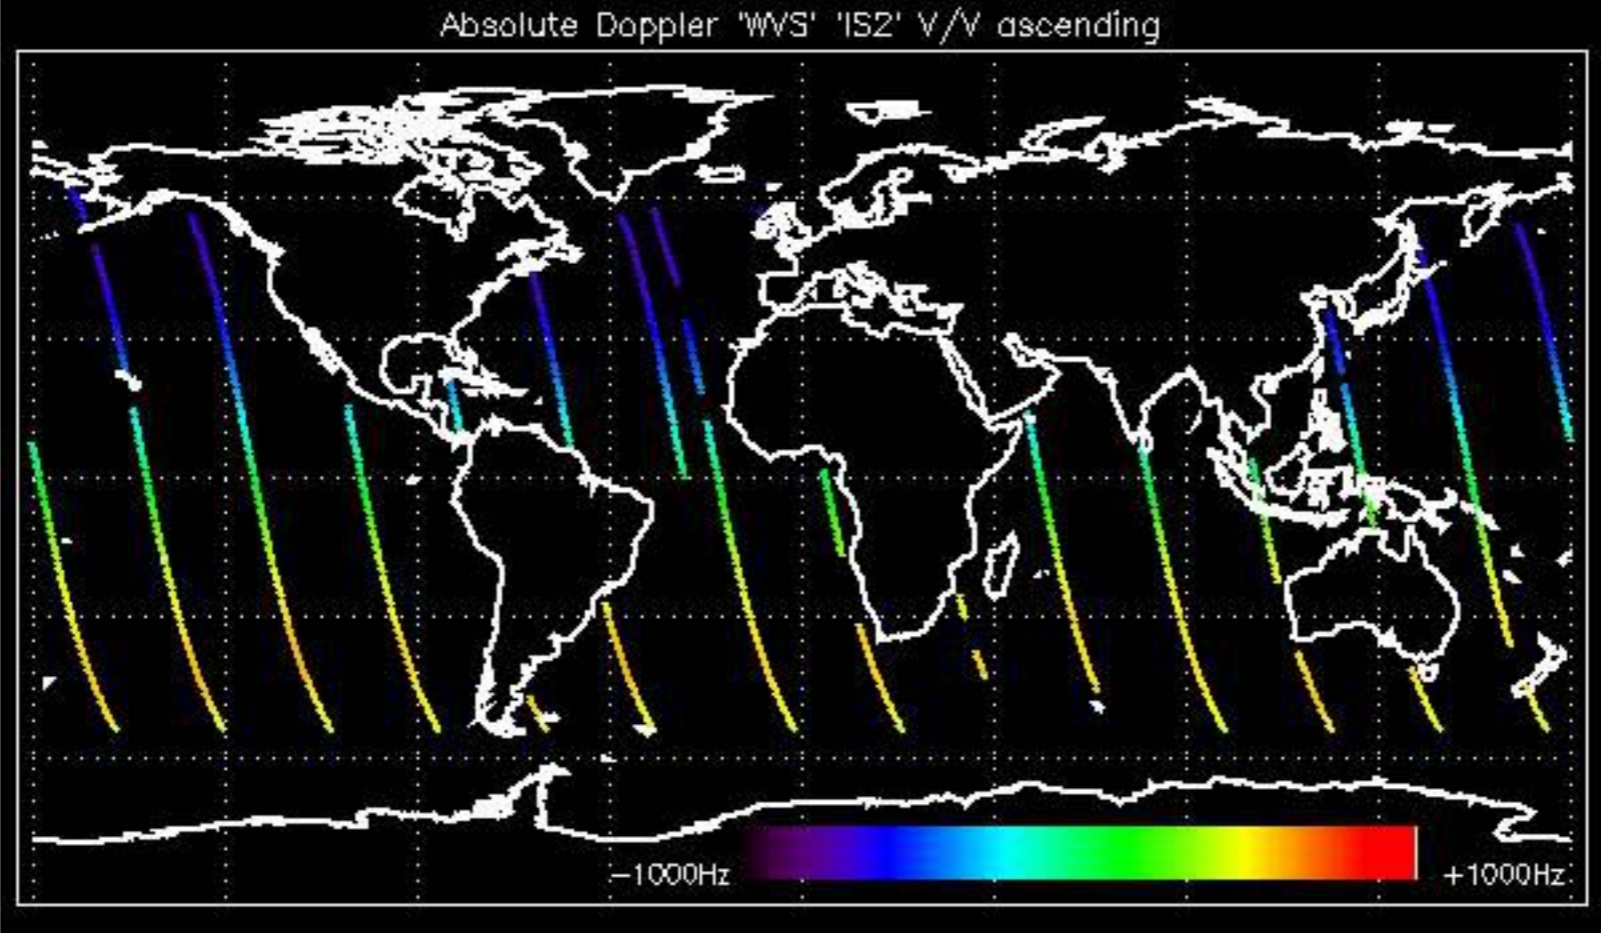 Absolute Doppler 'WVS' 'IS2' V/V ascending
-1000Hz +1000Hz